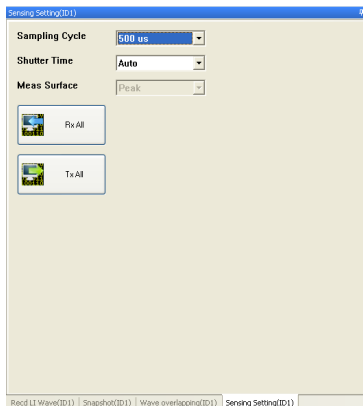 Sensing Setting(ID1)
Sampling Cycle 500 us
Shutter Time Auto
Meas Surface Peak
Rx All
Tx All
Recd LI Wave(ID1) Snapshot(ID1) Wave overlapping(ID1) Sensing Setting(ID1)